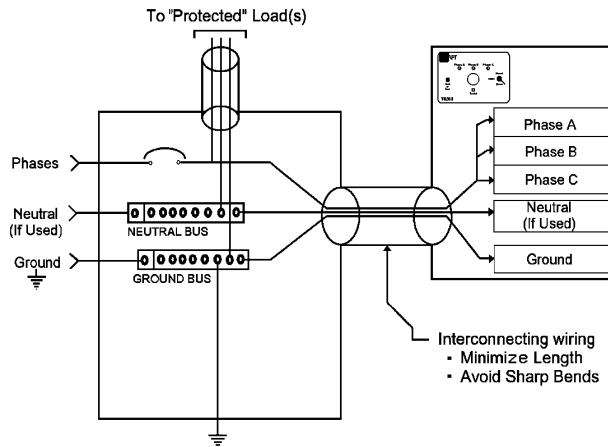 To "Protected" Load(s)
Phases
Neutral
(If Used)
NEUTRAL BUS
Ground
GROUND BUS
Phase A
Phase B
Phase C
Neutral
(If Used)
Ground
Interconnecting wiring
- Minimize Length
- Avoid Sharp Bends